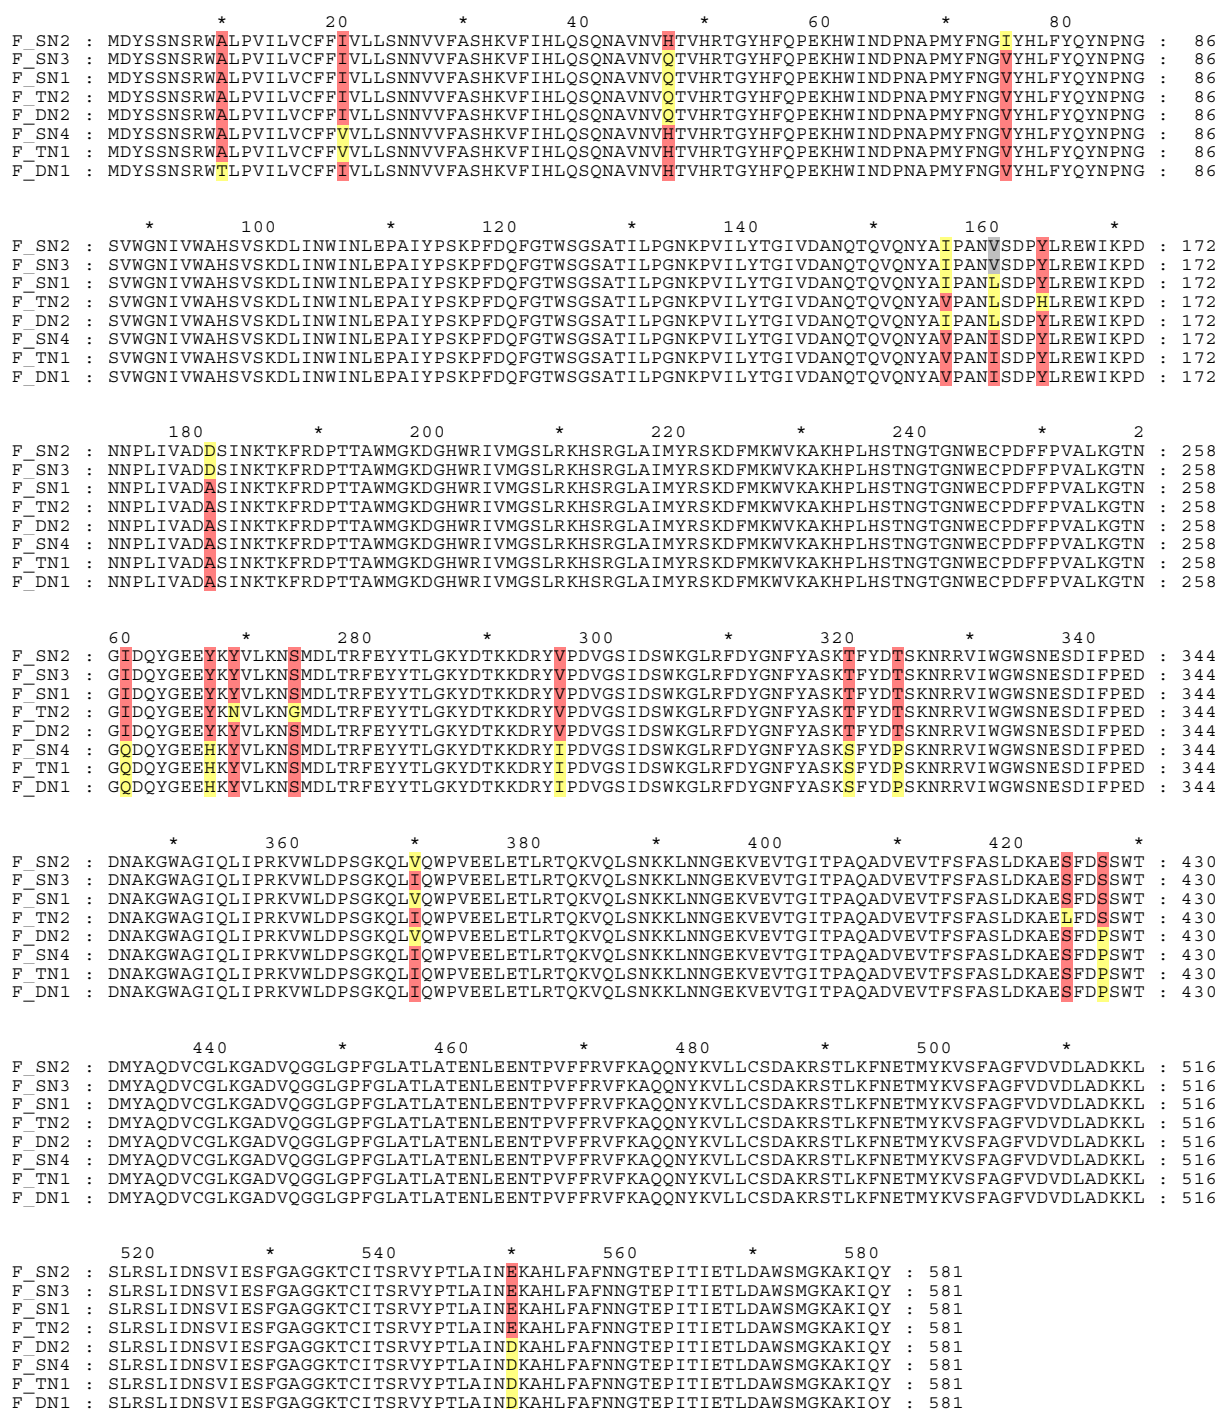 * 20 * 40 * 60 * 80
F_SN2 : MDYSSNSRWALPVILVCFFIVLLSNNVVFASHKVFIHLQSQNAVNVHTVHRTGYHFQPEKHWINDPNAPMYFNGIYHLFYQYNPNG : 86
F_SN3 : MDYSSNSRWALPVILVCFFIVLLSNNVVFASHKVFIHLQSQNAVNVQTVHRTGYHFQPEKHWINDPNAPMYFNGVYHLFYQYNPNG : 86
F_SN1 : MDYSSNSRWALPVILVCFFIVLLSNNVVFASHKVFIHLQSQNAVNVQTVHRTGYHFQPEKHWINDPNAPMYFNGVYHLFYQYNPNG : 86
F_TN2 : MDYSSNSRWALPVILVCFFIVLLSNNVVFASHKVFIHLQSQNAVNVQTVHRTGYHFQPEKHWINDPNAPMYFNGVYHLFYQYNPNG : 86
F_DN2 : MDYSSNSRWALPVILVCFFIVLLSNNVVFASHKVFIHLQSQNAVNVQTVHRTGYHFQPEKHWINDPNAPMYFNGVYHLFYQYNPNG : 86
F_SN4 : MDYSSNSRWALPVILVCFFVVLLSNNVVFASHKVFIHLQSQNAVNVHTVHRTGYHFQPEKHWINDPNAPMYFNGVYHLFYQYNPNG : 86
F_TN1 : MDYSSNSRWALPVILVCFFVVLLSNNVVFASHKVFIHLQSQNAVNVHTVHRTGYHFQPEKHWINDPNAPMYFNGVYHLFYQYNPNG : 86
F_DN1 : MDYSSNSRWTLPVILVCFFIVLLSNNVVFASHKVFIHLQSQNAVNVHTVHRTGYHFQPEKHWINDPNAPMYFNGVYHLFYQYNPNG : 86
* 100 * 120 * 140 * 160 *
F_SN2 : SVWGNIVWAHSVSKDLINWINLEPAIYPSKPFDQFGTWSGSATILPGNKPVILYTGIVDANQTQVQNYAIPANVSDPYLREWIKPD : 172
F_SN3 : SVWGNIVWAHSVSKDLINWINLEPAIYPSKPFDQFGTWSGSATILPGNKPVILYTGIVDANQTQVQNYAIPANVSDPYLREWIKPD : 172
F_SN1 : SVWGNIVWAHSVSKDLINWINLEPAIYPSKPFDQFGTWSGSATILPGNKPVILYTGIVDANQTQVQNYAIPANLSDPYLREWIKPD : 172
F_TN2 : SVWGNIVWAHSVSKDLINWINLEPAIYPSKPFDQFGTWSGSATILPGNKPVILYTGIVDANQTQVQNYAVPANLSDPHLREWIKPD : 172
F_DN2 : SVWGNIVWAHSVSKDLINWINLEPAIYPSKPFDQFGTWSGSATILPGNKPVILYTGIVDANQTQVQNYAIPANLSDPYLREWIKPD : 172
F_SN4 : SVWGNIVWAHSVSKDLINWINLEPAIYPSKPFDQFGTWSGSATILPGNKPVILYTGIVDANQTQVQNYAVPANISDPYLREWIKPD : 172
F_TN1 : SVWGNIVWAHSVSKDLINWINLEPAIYPSKPFDQFGTWSGSATILPGNKPVILYTGIVDANQTQVQNYAVPANISDPYLREWIKPD : 172
F_DN1 : SVWGNIVWAHSVSKDLINWINLEPAIYPSKPFDQFGTWSGSATILPGNKPVILYTGIVDANQTQVQNYAVPANISDPYLREWIKPD : 172
180 * 200 * 220 * 240 * 2
F_SN2 : NNPLIVADDSINKTKFRDPTTAWMGKDGHWRIVMGSLRKHSRGLAIMYRSKDFMKWVKAKHPLHSTNGTGNWECPDFFPVALKGTN : 258
F_SN3 : NNPLIVADDSINKTKFRDPTTAWMGKDGHWRIVMGSLRKHSRGLAIMYRSKDFMKWVKAKHPLHSTNGTGNWECPDFFPVALKGTN : 258
F_SN1 : NNPLIVADASINKTKFRDPTTAWMGKDGHWRIVMGSLRKHSRGLAIMYRSKDFMKWVKAKHPLHSTNGTGNWECPDFFPVALKGTN : 258
F_TN2 : NNPLIVADASINKTKFRDPTTAWMGKDGHWRIVMGSLRKHSRGLAIMYRSKDFMKWVKAKHPLHSTNGTGNWECPDFFPVALKGTN : 258
F_DN2 : NNPLIVADASINKTKFRDPTTAWMGKDGHWRIVMGSLRKHSRGLAIMYRSKDFMKWVKAKHPLHSTNGTGNWECPDFFPVALKGTN : 258
F_SN4 : NNPLIVADASINKTKFRDPTTAWMGKDGHWRIVMGSLRKHSRGLAIMYRSKDFMKWVKAKHPLHSTNGTGNWECPDFFPVALKGTN : 258
F_TN1 : NNPLIVADASINKTKFRDPTTAWMGKDGHWRIVMGSLRKHSRGLAIMYRSKDFMKWVKAKHPLHSTNGTGNWECPDFFPVALKGTN : 258
F_DN1 : NNPLIVADASINKTKFRDPTTAWMGKDGHWRIVMGSLRKHSRGLAIMYRSKDFMKWVKAKHPLHSTNGTGNWECPDFFPVALKGTN : 258
60 * 280 * 300 * 320 * 340
F_SN2 : GIDQYGEEYKYVLKNSMDLTRFEYYTLGKYDTKKDRYVPDVGSIDSWKGLRFDYGNFYASKTFYDTSKNRRVIWGWSNESDIFPED : 344
F_SN3 : GIDQYGEEYKYVLKNSMDLTRFEYYTLGKYDTKKDRYVPDVGSIDSWKGLRFDYGNFYASKTFYDTSKNRRVIWGWSNESDIFPED : 344
F_SN1 : GIDQYGEEYKYVLKNSMDLTRFEYYTLGKYDTKKDRYVPDVGSIDSWKGLRFDYGNFYASKTFYDTSKNRRVIWGWSNESDIFPED : 344
F_TN2 : GIDQYGEEYKNVLKNGMDLTRFEYYTLGKYDTKKDRYVPDVGSIDSWKGLRFDYGNFYASKTFYDTSKNRRVIWGWSNESDIFPED : 344
F_DN2 : GIDQYGEEYKYVLKNSMDLTRFEYYTLGKYDTKKDRYVPDVGSIDSWKGLRFDYGNFYASKTFYDTSKNRRVIWGWSNESDIFPED : 344
F_SN4 : GQDQYGEEHKYVLKNSMDLTRFEYYTLGKYDTKKDRYIPDVGSIDSWKGLRFDYGNFYASKSFYDPSKNRRVIWGWSNESDIFPED : 344
F_TN1 : GQDQYGEEHKYVLKNSMDLTRFEYYTLGKYDTKKDRYIPDVGSIDSWKGLRFDYGNFYASKSFYDPSKNRRVIWGWSNESDIFPED : 344
F_DN1 : GQDQYGEEHKYVLKNSMDLTRFEYYTLGKYDTKKDRYIPDVGSIDSWKGLRFDYGNFYASKSFYDPSKNRRVIWGWSNESDIFPED : 344
* 360 * 380 * 400 * 420 *
F_SN2 : DNAKGWAGIQLIPRKVWLDPSGKQLVQWPVEELETLRTQKVQLSNKKLNNGEKVEVTGITPAQADVEVTFSFASLDKAESFDSSWT : 430
F_SN3 : DNAKGWAGIQLIPRKVWLDPSGKQLIQWPVEELETLRTQKVQLSNKKLNNGEKVEVTGITPAQADVEVTFSFASLDKAESFDSSWT : 430
F_SN1 : DNAKGWAGIQLIPRKVWLDPSGKQLVQWPVEELETLRTQKVQLSNKKLNNGEKVEVTGITPAQADVEVTFSFASLDKAESFDSSWT : 430
F_TN2 : DNAKGWAGIQLIPRKVWLDPSGKQLIQWPVEELETLRTQKVQLSNKKLNNGEKVEVTGITPAQADVEVTFSFASLDKAELFDSSWT : 430
F_DN2 : DNAKGWAGIQLIPRKVWLDPSGKQLVQWPVEELETLRTQKVQLSNKKLNNGEKVEVTGITPAQADVEVTFSFASLDKAESFDPSWT : 430
F_SN4 : DNAKGWAGIQLIPRKVWLDPSGKQLIQWPVEELETLRTQKVQLSNKKLNNGEKVEVTGITPAQADVEVTFSFASLDKAESFDPSWT : 430
F_TN1 : DNAKGWAGIQLIPRKVWLDPSGKQLIQWPVEELETLRTQKVQLSNKKLNNGEKVEVTGITPAQADVEVTFSFASLDKAESFDPSWT : 430
F_DN1 : DNAKGWAGIQLIPRKVWLDPSGKQLIQWPVEELETLRTQKVQLSNKKLNNGEKVEVTGITPAQADVEVTFSFASLDKAESFDPSWT : 430
440 * 460 * 480 * 500 *
F_SN2 : DMYAQDVCGLKGADVQGGLGPFGLATLATENLEENTPVFFRVFKAQQNYKVLLCSDAKRSTLKFNETMYKVSFAGFVDVDLADKKL : 516
F_SN3 : DMYAQDVCGLKGADVQGGLGPFGLATLATENLEENTPVFFRVFKAQQNYKVLLCSDAKRSTLKFNETMYKVSFAGFVDVDLADKKL : 516
F_SN1 : DMYAQDVCGLKGADVQGGLGPFGLATLATENLEENTPVFFRVFKAQQNYKVLLCSDAKRSTLKFNETMYKVSFAGFVDVDLADKKL : 516
F_TN2 : DMYAQDVCGLKGADVQGGLGPFGLATLATENLEENTPVFFRVFKAQQNYKVLLCSDAKRSTLKFNETMYKVSFAGFVDVDLADKKL : 516
F_DN2 : DMYAQDVCGLKGADVQGGLGPFGLATLATENLEENTPVFFRVFKAQQNYKVLLCSDAKRSTLKFNETMYKVSFAGFVDVDLADKKL : 516
F_SN4 : DMYAQDVCGLKGADVQGGLGPFGLATLATENLEENTPVFFRVFKAQQNYKVLLCSDAKRSTLKFNETMYKVSFAGFVDVDLADKKL : 516
F_TN1 : DMYAQDVCGLKGADVQGGLGPFGLATLATENLEENTPVFFRVFKAQQNYKVLLCSDAKRSTLKFNETMYKVSFAGFVDVDLADKKL : 516
F_DN1 : DMYAQDVCGLKGADVQGGLGPFGLATLATENLEENTPVFFRVFKAQQNYKVLLCSDAKRSTLKFNETMYKVSFAGFVDVDLADKKL : 516
520 * 540 * 560 * 580
F_SN2 : SLRSLIDNSVIESFGAGGKTCITSRVYPTLAINEKAHLFAFNNGTEPITIETLDAWSMGKAKIQY : 581
F_SN3 : SLRSLIDNSVIESFGAGGKTCITSRVYPTLAINEKAHLFAFNNGTEPITIETLDAWSMGKAKIQY : 581
F_SN1 : SLRSLIDNSVIESFGAGGKTCITSRVYPTLAINEKAHLFAFNNGTEPITIETLDAWSMGKAKIQY : 581
F_TN2 : SLRSLIDNSVIESFGAGGKTCITSRVYPTLAINEKAHLFAFNNGTEPITIETLDAWSMGKAKIQY : 581
F_DN2 : SLRSLIDNSVIESFGAGGKTCITSRVYPTLAINDKAHLFAFNNGTEPITIETLDAWSMGKAKIQY : 581
F_SN4 : SLRSLIDNSVIESFGAGGKTCITSRVYPTLAINDKAHLFAFNNGTEPITIETLDAWSMGKAKIQY : 581
F_TN1 : SLRSLIDNSVIESFGAGGKTCITSRVYPTLAINDKAHLFAFNNGTEPITIETLDAWSMGKAKIQY : 581
F_DN1 : SLRSLIDNSVIESFGAGGKTCITSRVYPTLAINDKAHLFAFNNGTEPITIETLDAWSMGKAKIQY : 581